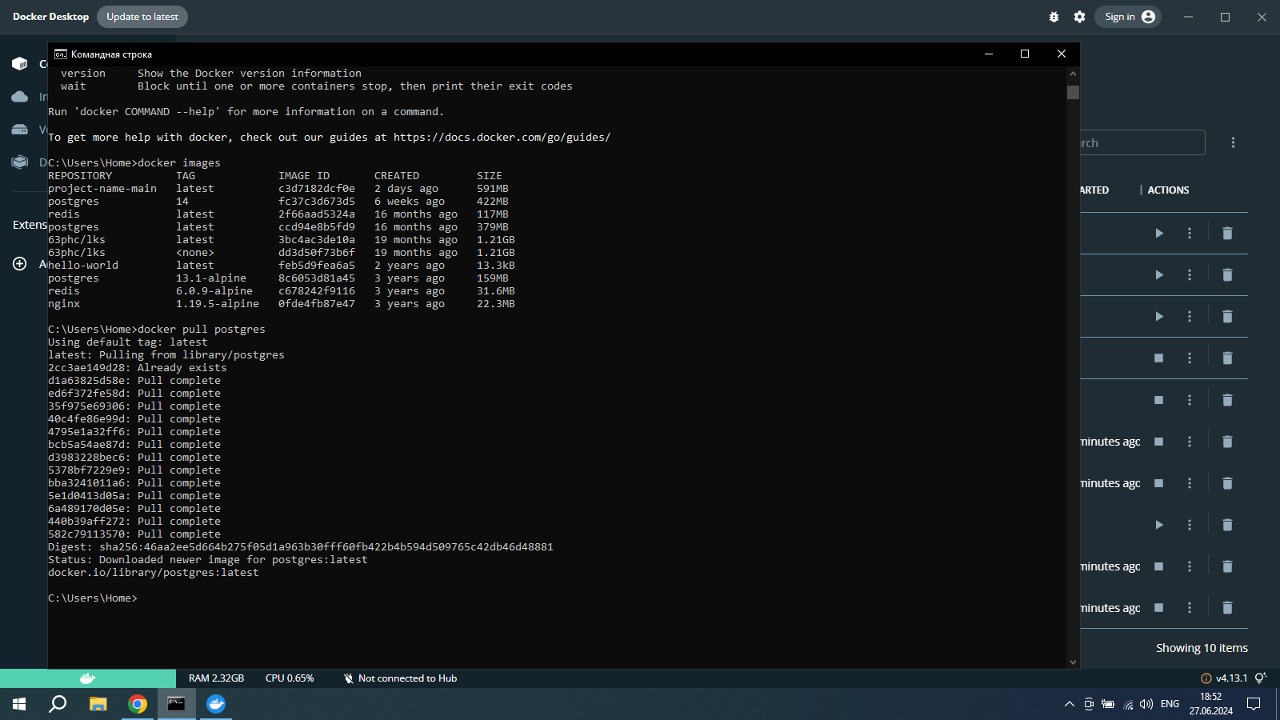 Docker Desktop
Update to latest
Sign in
Командная строка
version Show the Docker version information
wait Block until one or more containers stop, then print their exit codes
Run 'docker COMMAND --help' for more information on a command.
To get more help with docker, check out our guides at https://docs.docker.com/go/guides/
C:\Users\Home>docker images
REPOSITORY TAG IMAGE ID CREATED SIZE
project-name-main latest c3d7182dcf0e 2 days ago 591MB
postgres 14 fc37c3d673d5 6 weeks ago 422MB
redis latest 2f66aad5324a 16 months ago 117MB
postgres latest ccd94e8b5fd9 16 months ago 379MB
63phc/lks latest 3bc4ac3de10a 19 months ago 1.21GB
63phc/lks <none> dd3d50f73b6f 19 months ago 1.21GB
hello-world latest feb5d9fea6a5 2 years ago 13.3kB
postgres 13.1-alpine 8c6053d81a45 3 years ago 159MB
redis 6.0.9-alpine c678242f9116 3 years ago 31.6MB
nginx 1.19.5-alpine 0fde4fb87e47 3 years ago 22.3MB
C:\Users\Home>docker pull postgres
Using default tag: latest
latest: Pulling from library/postgres
2cc3ae149d28: Already exists
d1a63825d58e: Pull complete
ed6f372fe58d: Pull complete
35f975e69306: Pull complete
40c4fe86e99d: Pull complete
4795e1a32ff6: Pull complete
bcb5a54ae87d: Pull complete
d3983228bec6: Pull complete
5378bf7229e9: Pull complete
bba3241011a6: Pull complete
5e1d0413d05a: Pull complete
6a489170d05e: Pull complete
440b39aff272: Pull complete
582c79113570: Pull complete
Digest: sha256:46aa2ee5d664b275f05d1a963b30fff60fb422b4b594d509765c42db46d48881
Status: Downloaded newer image for postgres:latest
docker.io/library/postgres:latest
C:\Users\Home>
Extens
rch
ARTED ACTIONS
minutes ago
minutes ago
minutes ago
minutes ago
Showing 10 items
RAM 2.32GB CPU 0.65% Not connected to Hub
v4.13.1
ENG
18:52
27.06.2024